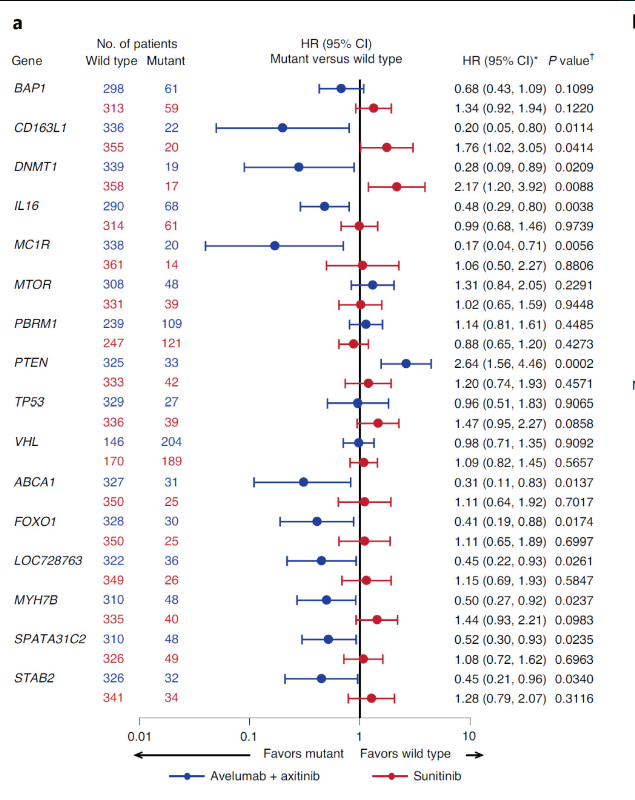 a
No. of patients HR (95% CI)
Gene Wild type Mutant Mutant versus wild type HR (95% CI)* P value†
BAP1 298 61 0.68 (0.43, 1.09) 0.1099
313 59 1.34 (0.92, 1.94) 0.1220
CD163L1 336 22 0.20 (0.05, 0.80) 0.0114
355 20 1.76 (1.02, 3.05) 0.0414
DNMT1 339 19 0.28 (0.09, 0.89) 0.0209
358 17 2.17 (1.20, 3.92) 0.0088
IL16 290 68 0.48 (0.29, 0.80) 0.0038
314 61 0.99 (0.68, 1.46) 0.9739
MC1R 338 20 0.17 (0.04, 0.71) 0.0056
361 14 1.06 (0.50, 2.27) 0.8806
MTOR 308 48 1.31 (0.84, 2.05) 0.2291
331 39 1.02 (0.65, 1.59) 0.9448
PBRM1 239 109 1.14 (0.81, 1.61) 0.4485
247 121 0.88 (0.65, 1.20) 0.4273
PTEN 325 33 2.64 (1.56, 4.46) 0.0002
333 42 1.20 (0.74, 1.93) 0.4571
TP53 329 27 0.96 (0.51, 1.83) 0.9065
336 39 1.47 (0.95, 2.27) 0.0858
VHL 146 204 0.98 (0.71, 1.35) 0.9092
170 189 1.09 (0.82, 1.45) 0.5657
ABCA1 327 31 0.31 (0.11, 0.83) 0.0137
350 25 1.11 (0.64, 1.92) 0.7017
FOXO1 328 30 0.41 (0.19, 0.88) 0.0174
350 25 1.11 (0.65, 1.89) 0.6997
LOC728763 322 36 0.45 (0.22, 0.93) 0.0261
349 26 1.15 (0.69, 1.93) 0.5847
MYH7B 310 48 0.50 (0.27, 0.92) 0.0237
335 40 1.44 (0.93, 2.21) 0.0983
SPATA31C2 310 48 0.52 (0.30, 0.93) 0.0235
326 49 1.08 (0.72, 1.62) 0.6963
STAB2 326 32 0.45 (0.21, 0.96) 0.0340
341 34 1.28 (0.79, 2.07) 0.3116
0.01 0.1 1 10
Favors mutant Favors wild type
Avelumab + axitinib Sunitinib